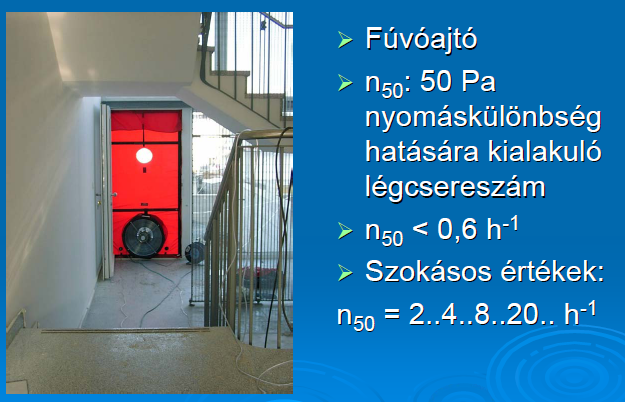 Fúvóajtó
n50: 50 Pa
nyomáskülönbség
hatására kialakuló
légcsereszám
n50 < 0,6 h-1
Szokásos értékek:
n50 = 2..4..8..20.. h-1